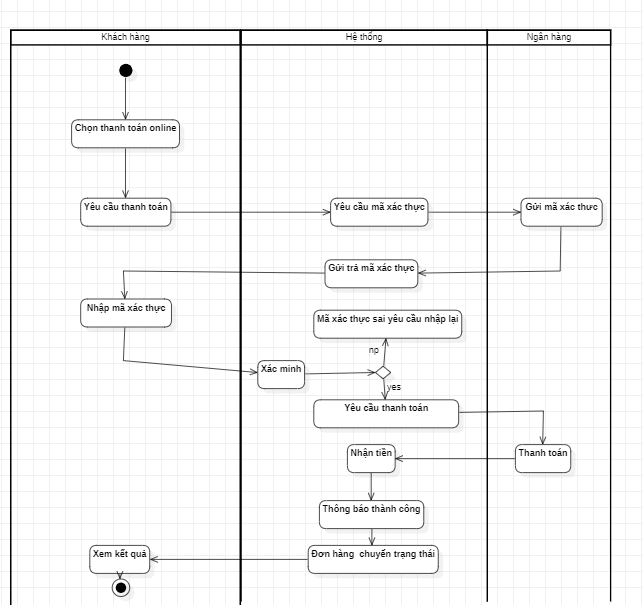 Khách hàng
Hệ thống
Ngân hàng
Chọn thanh toán online
Yêu cầu thanh toán
Yêu cầu mã xác thực
Gửi mã xác thực
Gửi trả mã xác thực
Nhập mã xác thực
Mã xác thực sai yêu cầu nhập lại
np
Xác minh
yes
Yêu cầu thanh toán
Nhận tiền
Thanh toán
Thông báo thành công
Xem kết quả
Đơn hàng chuyển trạng thái